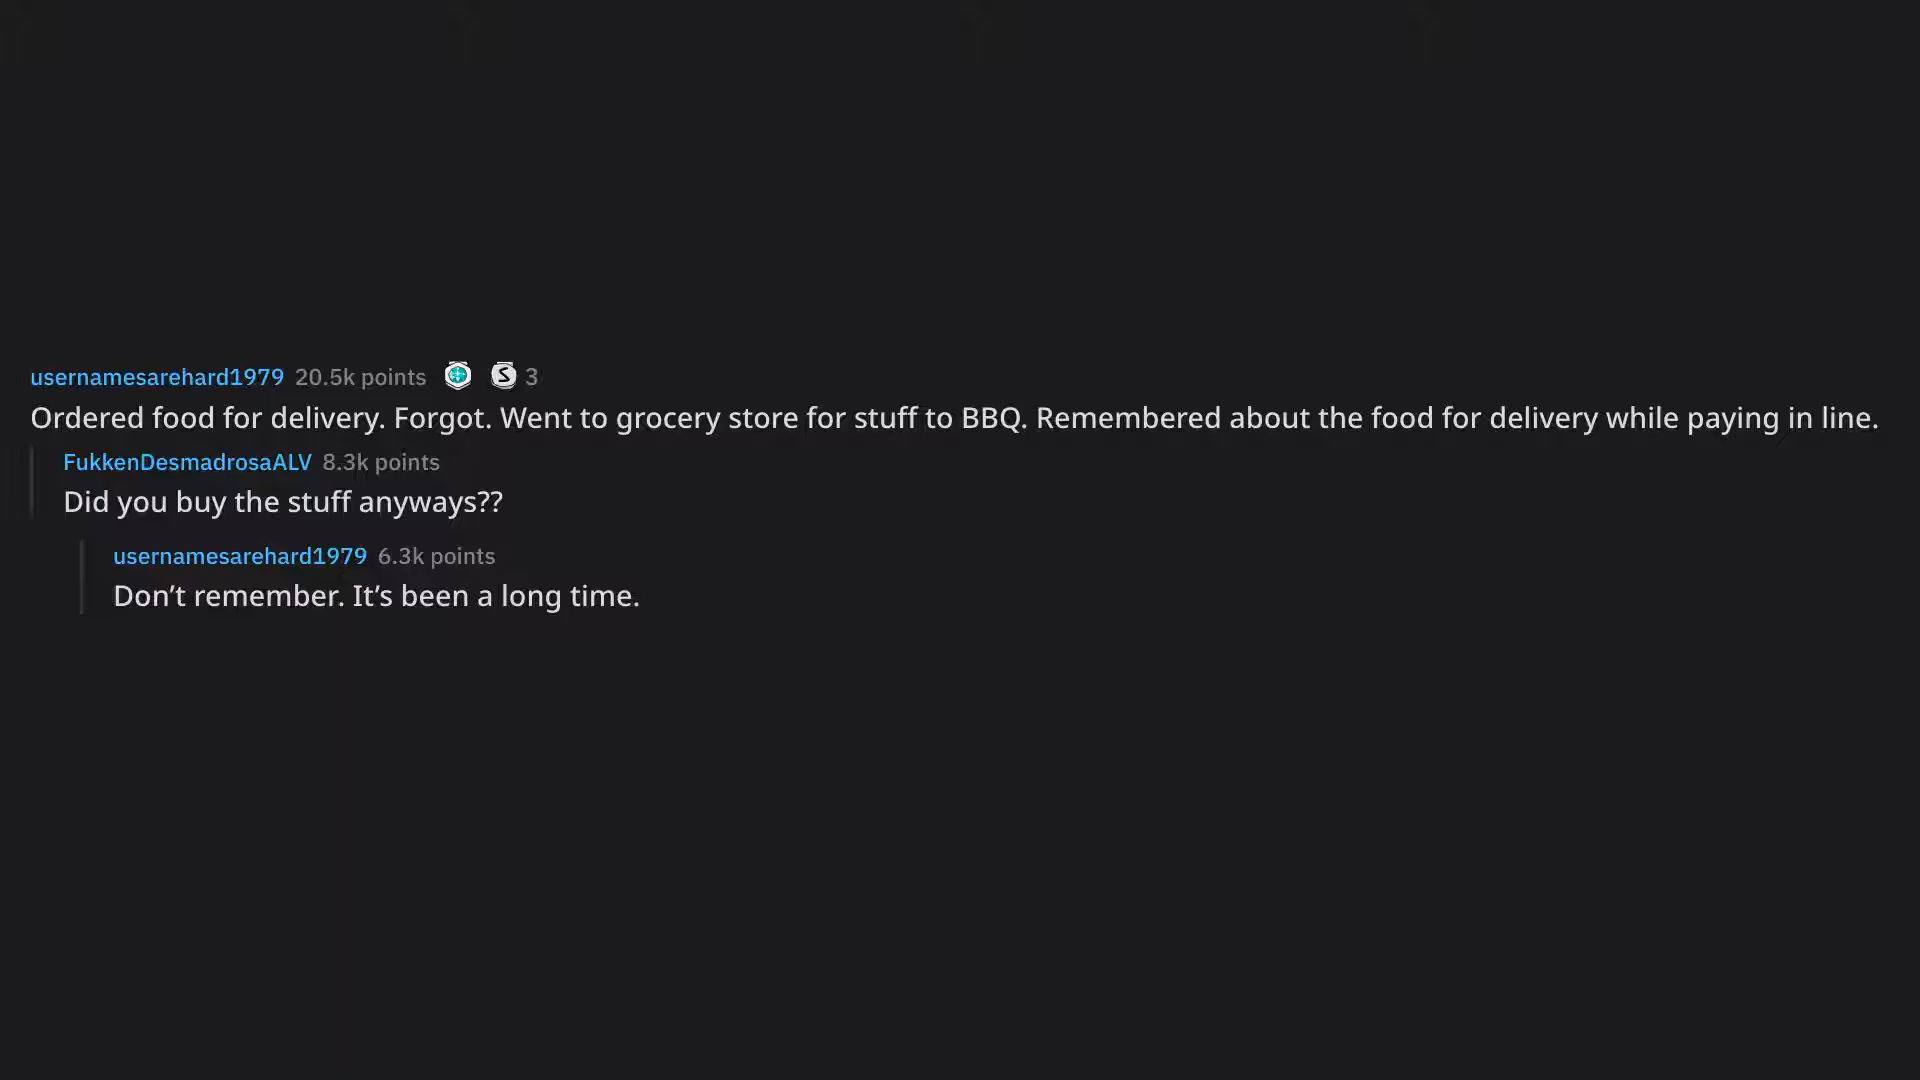 usernamesarehard1979 20.5k points S 3
Ordered food for delivery. Forgot. Went to grocery store for stuff to BBQ. Remembered about the food for delivery while paying in line.
FukkenDesmadrosaALV 8.3k points
Did you buy the stuff anyways??
usernamesarehard1979 6.3k points
Don’t remember. It’s been a long time.